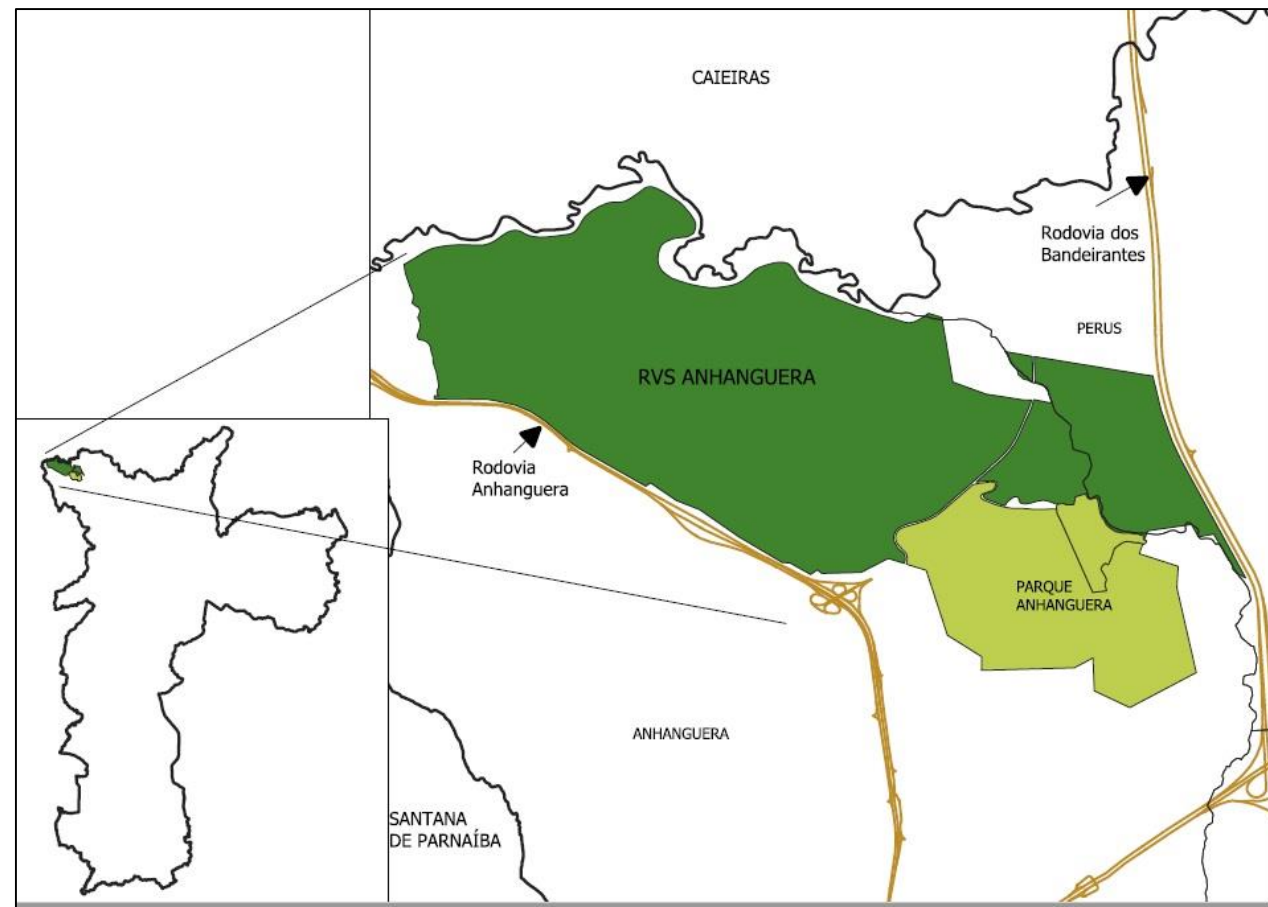 CAIEIRAS
Rodovia dos
Bandeirantes
PERUS
RVS ANHANGUERA
Rodovia
Anhanguera
PARQUE
ANHANGUERA
ANHANGUERA
SANTANA
DE PARNAÍBA